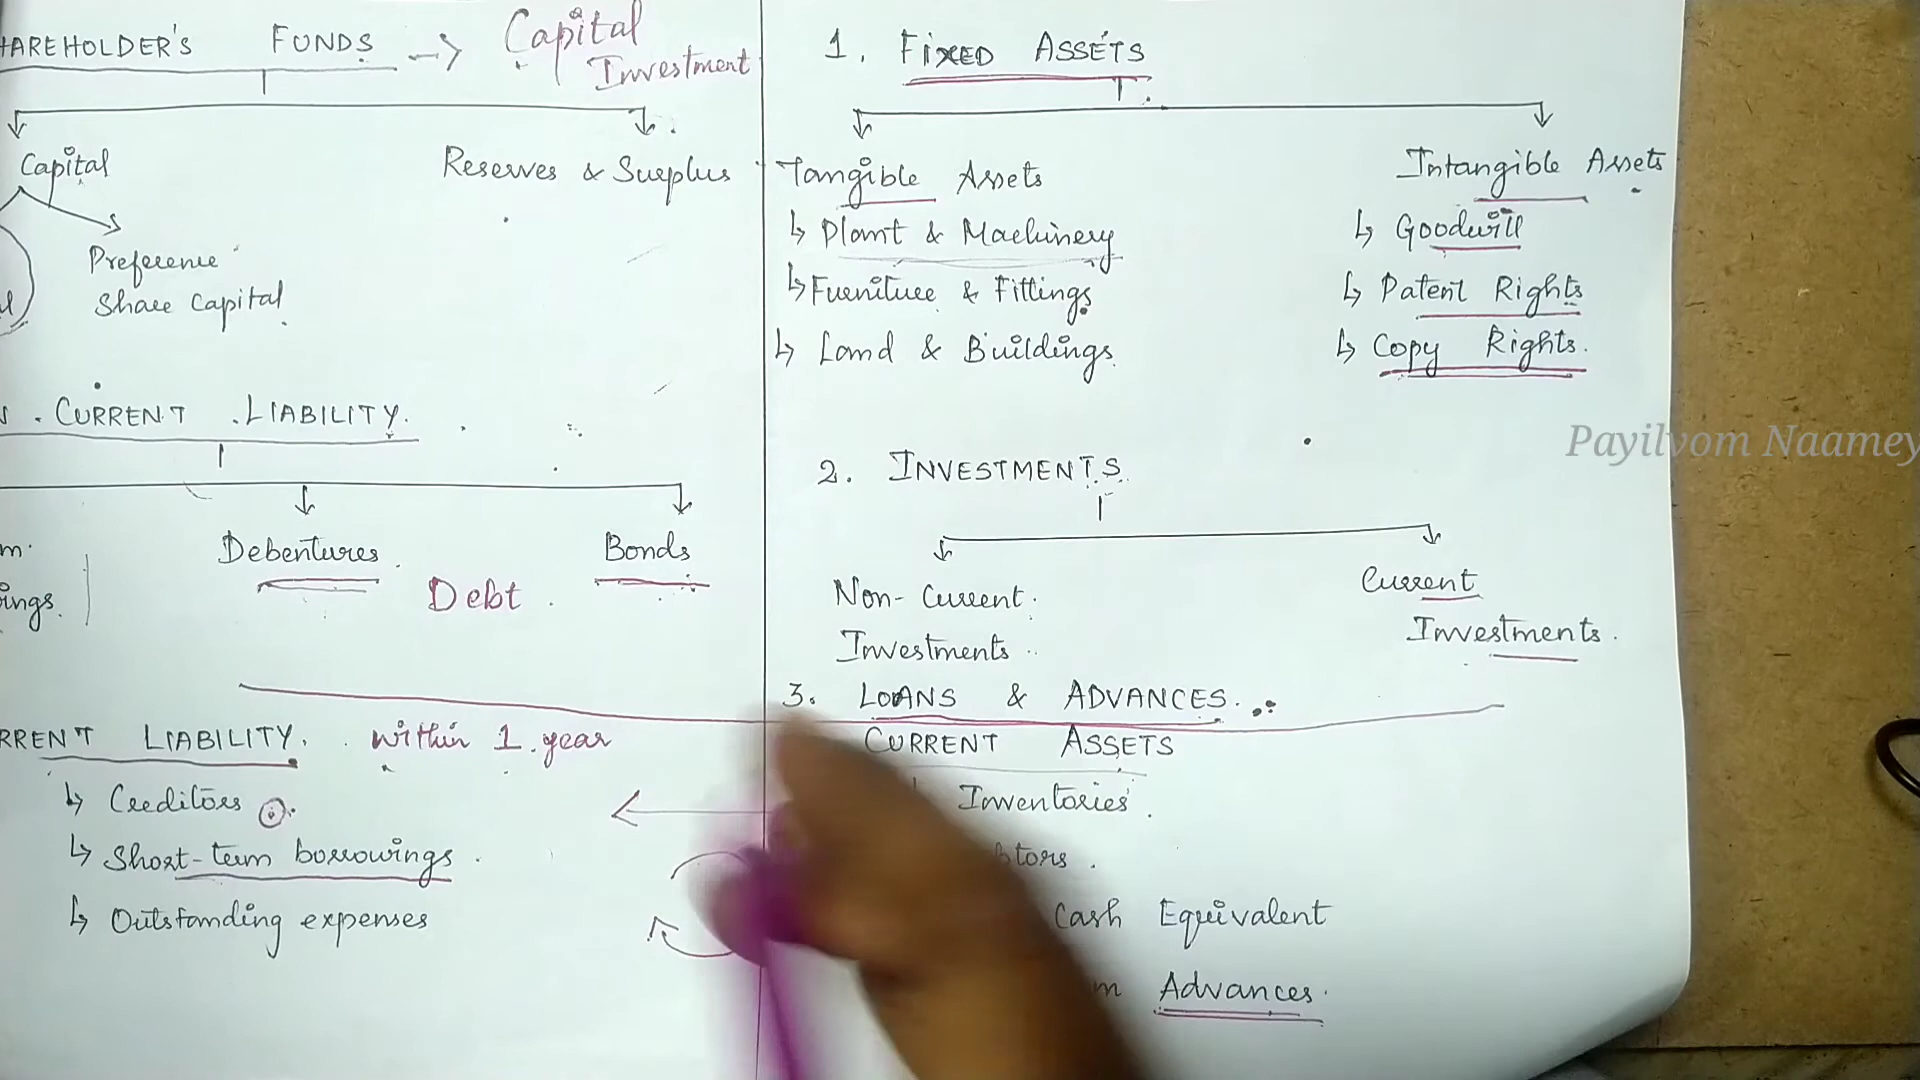 HAREHOLDER'S FUNDS -> Capital
Investment
Capital
Reserves & Surplus
Preference
Share Capital
. CURRENT . LIABILITY.
Debentures.
Bonds
Debt .
RRENT LIABILITY. . within 1 year
↳ Creditors
↳ Short-term borrowings .
↳ Outstanding expenses
1. FIXED ASSETS
Tangible Assets
Intangible Assets
↳ Plant & Machinery
↳ Goodwill
↳ Furniture & Fittings
↳ Patent Rights
↳ Land & Buildings.
↳ Copy Rights.
Payilvom Naamey
2. INVESTMENTS
Non-Current
Investments
Current
Investments.
3. LOANS & ADVANCES.
CURRENT ASSETS
Inventories.
btors.
Cash Equivalent
m Advances.